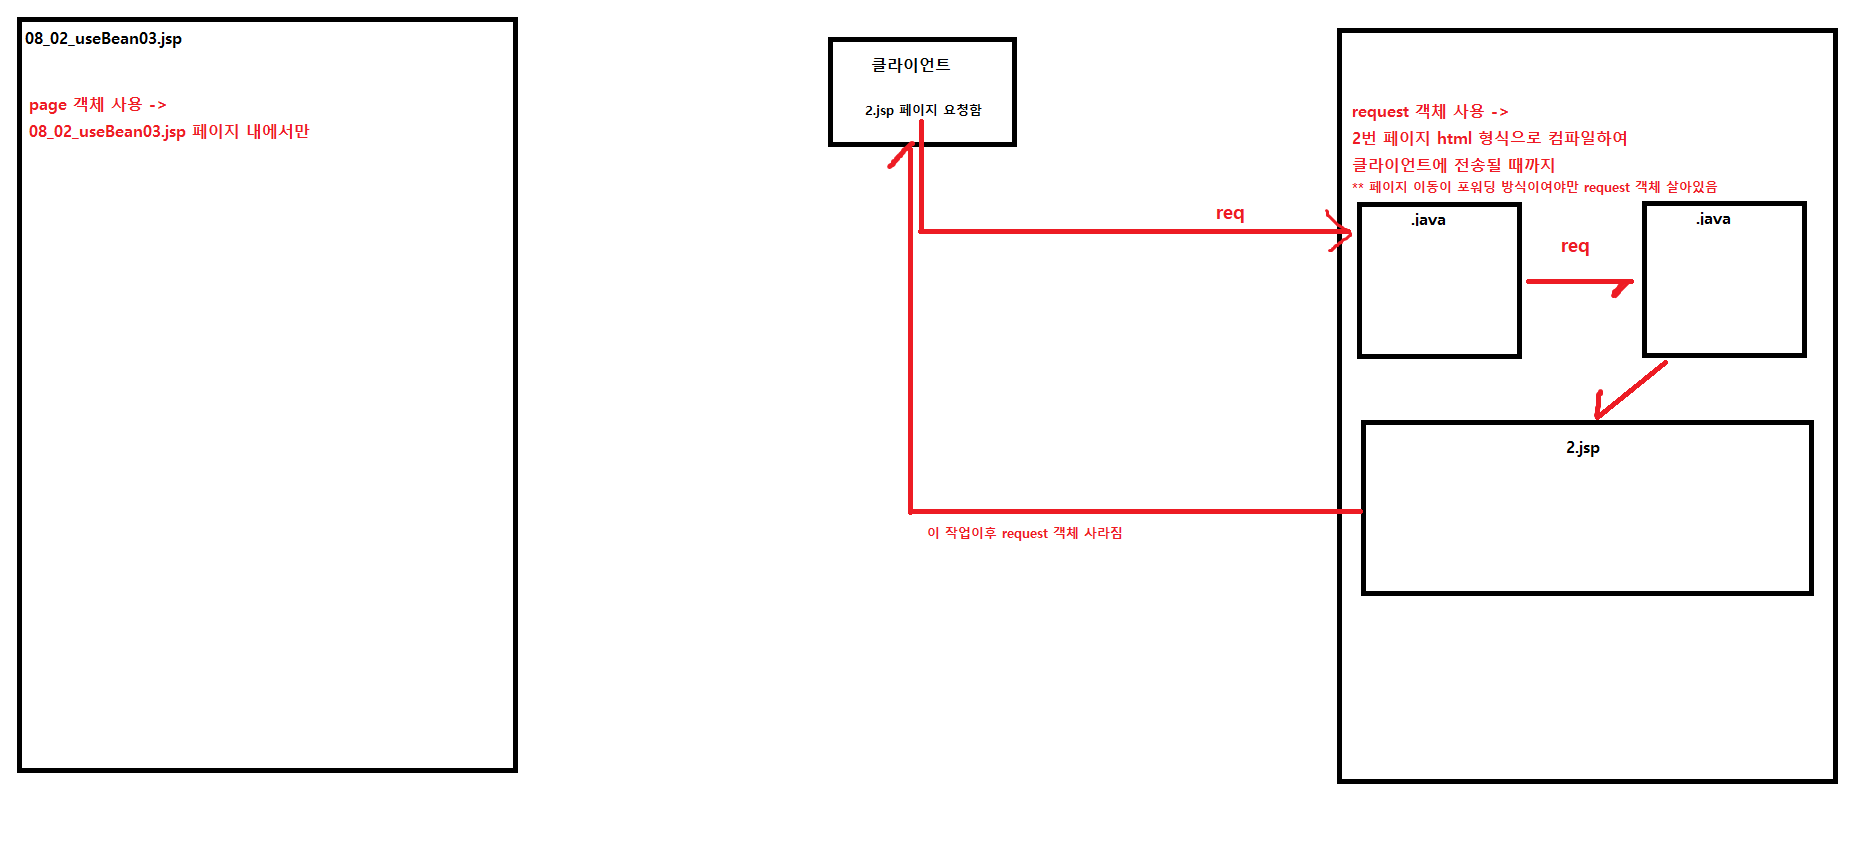 08_02_useBean03.jsp
page 객체 사용 ->
08_02_useBean03.jsp 페이지 내에서만
클라이언트
2.jsp 페이지 요청함
req
이 작업이후 request 객체 사라짐
request 객체 사용 ->
2번 페이지 html 형식으로 컴파일하여
클라이언트에 전송될 때까지
** 페이지 이동이 포워딩 방식이여야만 request 객체 살아있음
.java
req
.java
2.jsp